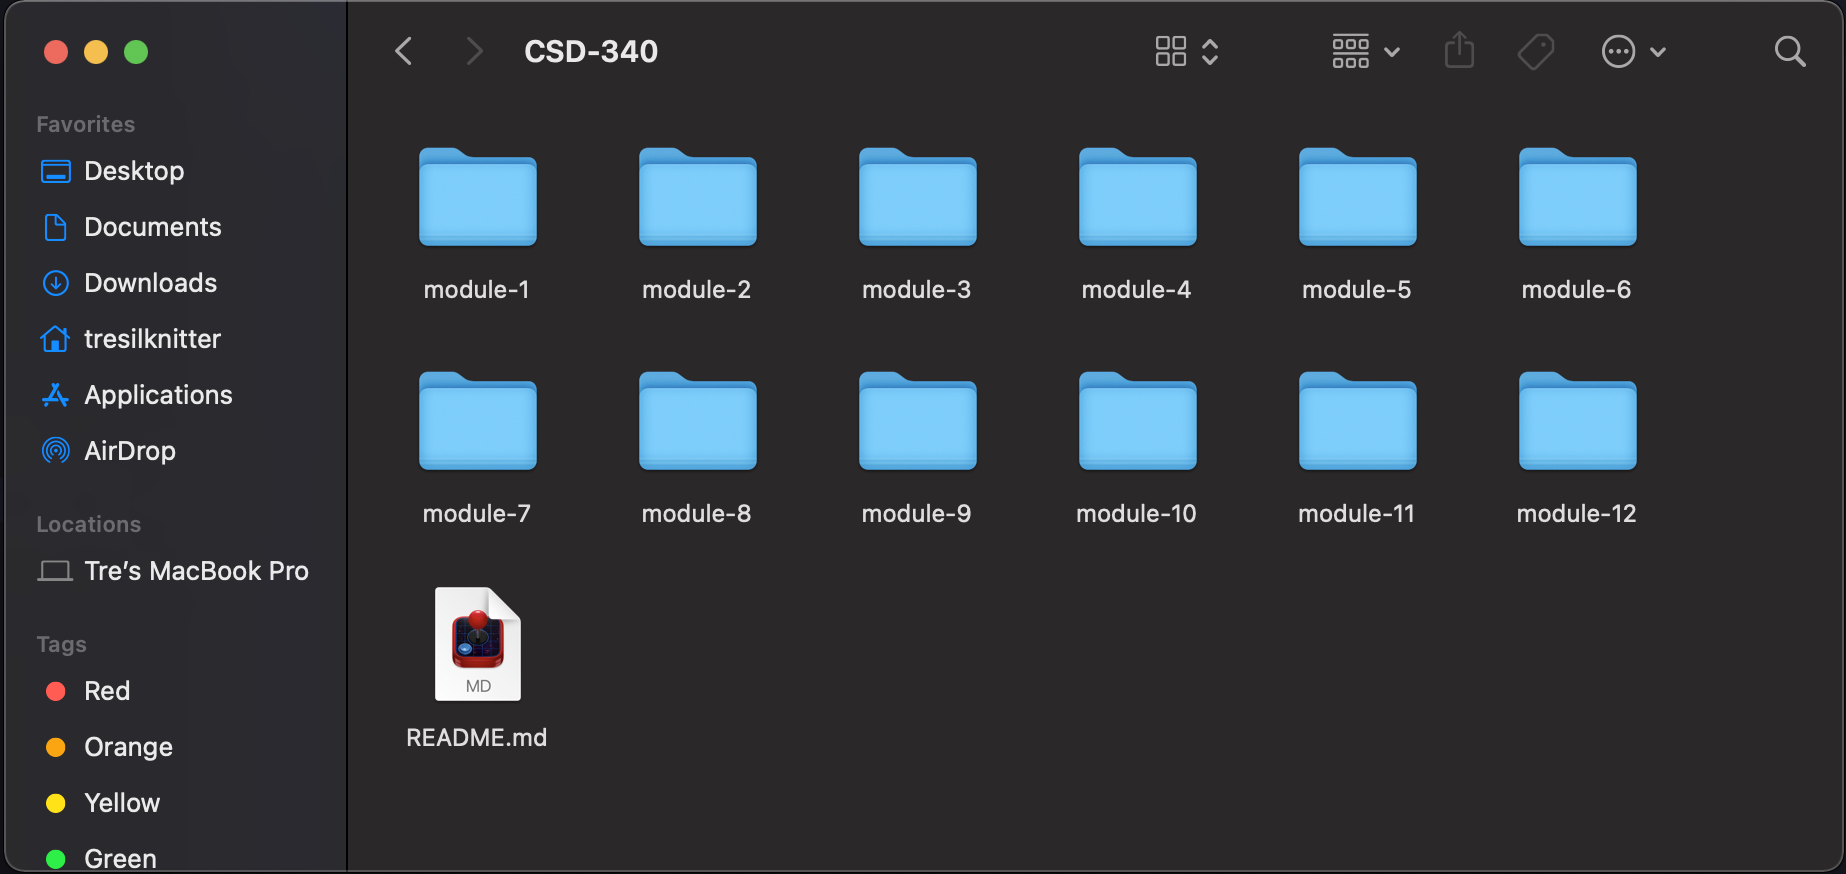 CSD-340
Favorites
Desktop
Documents
Downloads
tresilknitter
Applications
AirDrop
Locations
Tre’s MacBook Pro
Tags
Red
Orange
Yellow
Green
module-1 module-2 module-3 module-4 module-5 module-6
module-7 module-8 module-9 module-10 module-11 module-12
MD
README.md